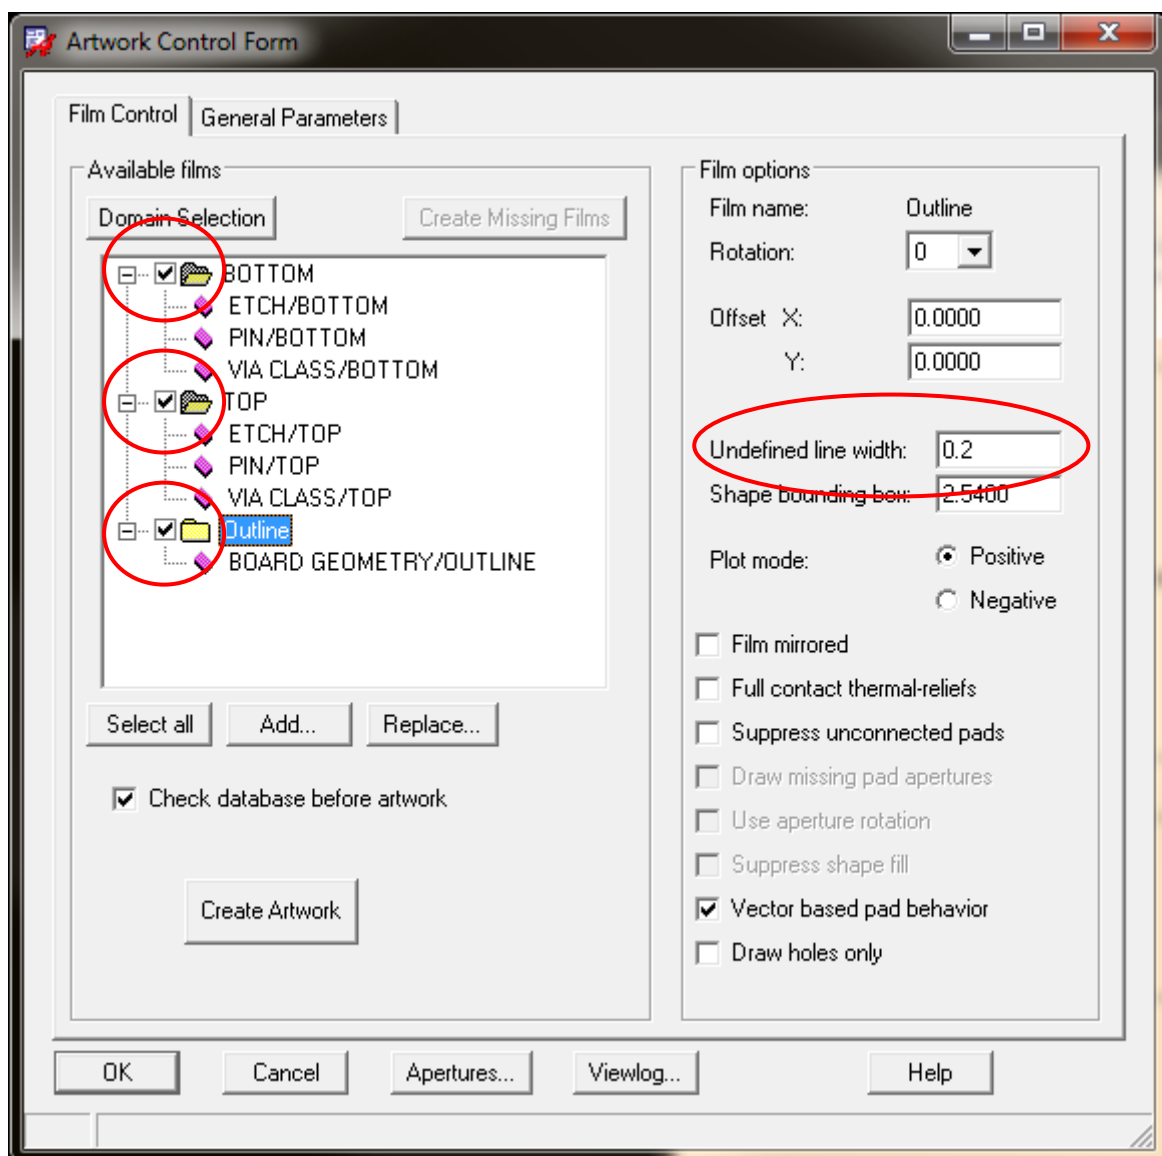 Artwork Control Form
Film Control
General Parameters
Available films
Domain Selection
Create Missing Films
BOTTOM
ETCH/BOTTOM
PIN/BOTTOM
VIA CLASS/BOTTOM
TOP
ETCH/TOP
PIN/TOP
VIA CLASS/TOP
Outline
BOARD GEOMETRY/OUTLINE
Select all
Add...
Replace...
Check database before artwork
Create Artwork
Film options
Film name: Outline
Rotation: 0
Offset X: 0.0000
Y: 0.0000
Undefined line width: 0.2
Shape bounding box: 2.5400
Plot mode: Positive
Negative
Film mirrored
Full contact thermal-reliefs
Suppress unconnected pads
Draw missing pad apertures
Use aperture rotation
Suppress shape fill
Vector based pad behavior
Draw holes only
OK
Cancel
Apertures...
Viewlog...
Help